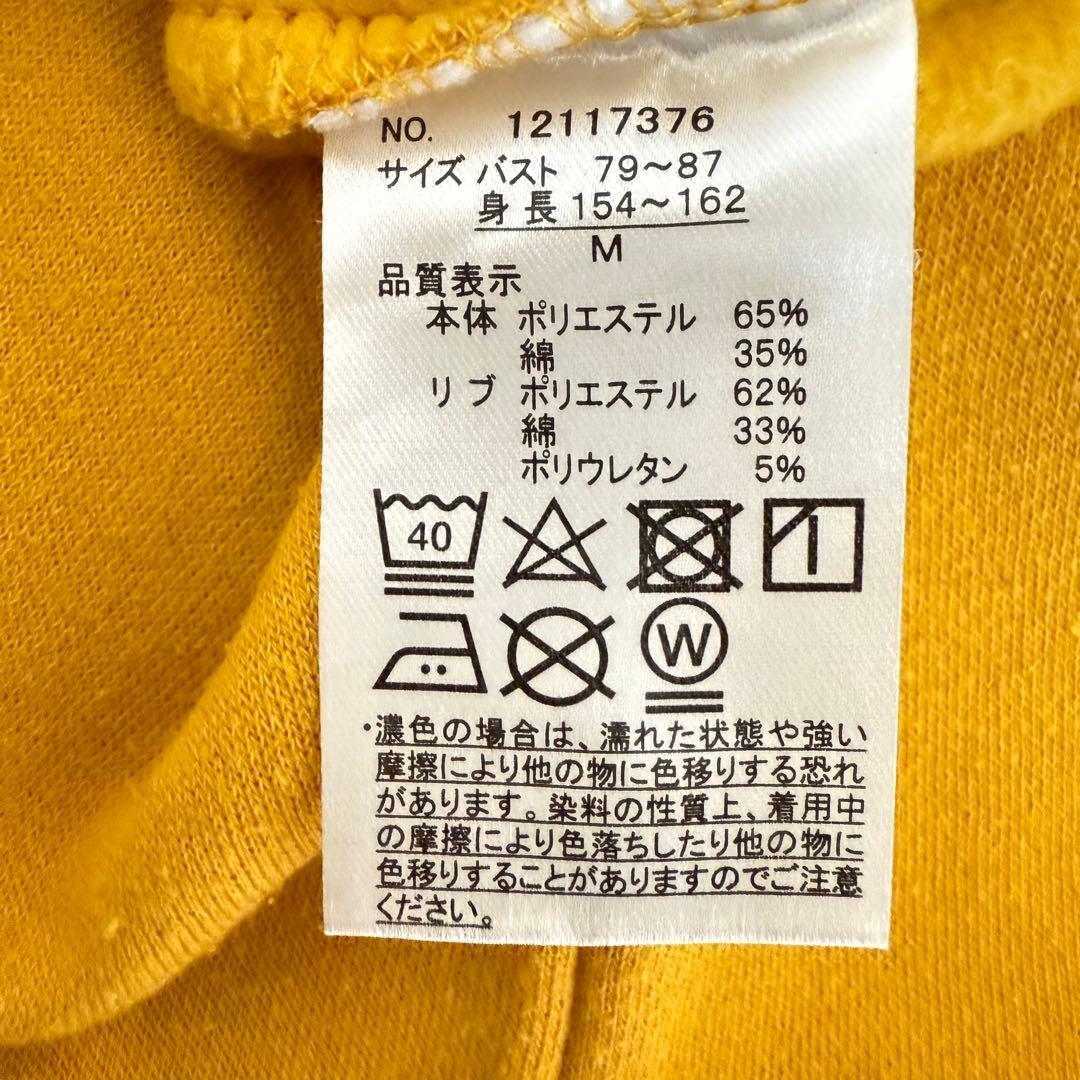 NO. 12117376
サイズ バスト 79～87
身長 154～162
M
品質表示
本体 ポリエステル 65%
綿 35%
リブ ポリエステル 62%
綿 33%
ポリウレタン 5%
40
W
・濃色の場合は、濡れた状態や強い
摩擦により他の物に色移りする恐れ
があります。染料の性質上、着用中
の摩擦により色落ちしたり他の物に
色移りすることがありますのでご注意
ください。